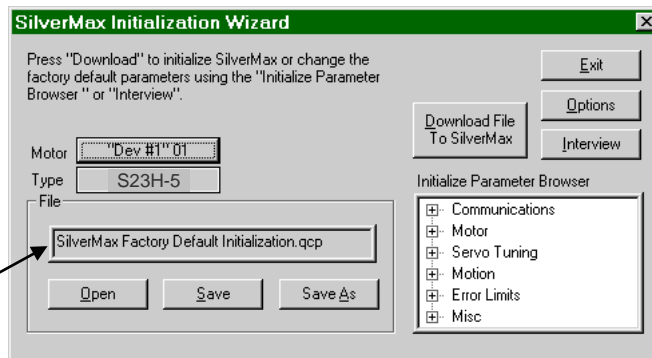 SilverMax Initialization Wizard
Press "Download" to initialize SilverMax or change the
factory default parameters using the "Initialize Parameter
Browser " or "Interview".
Exit
Options
Download File
To SilverMax
Interview
Motor
"Dev #1" 01
Type
S23H-5
File
SilverMax Factory Default Initialization.qcp
Open
Save
Save As
Initialize Parameter Browser
Communications
Motor
Servo Tuning
Motion
Error Limits
Misc